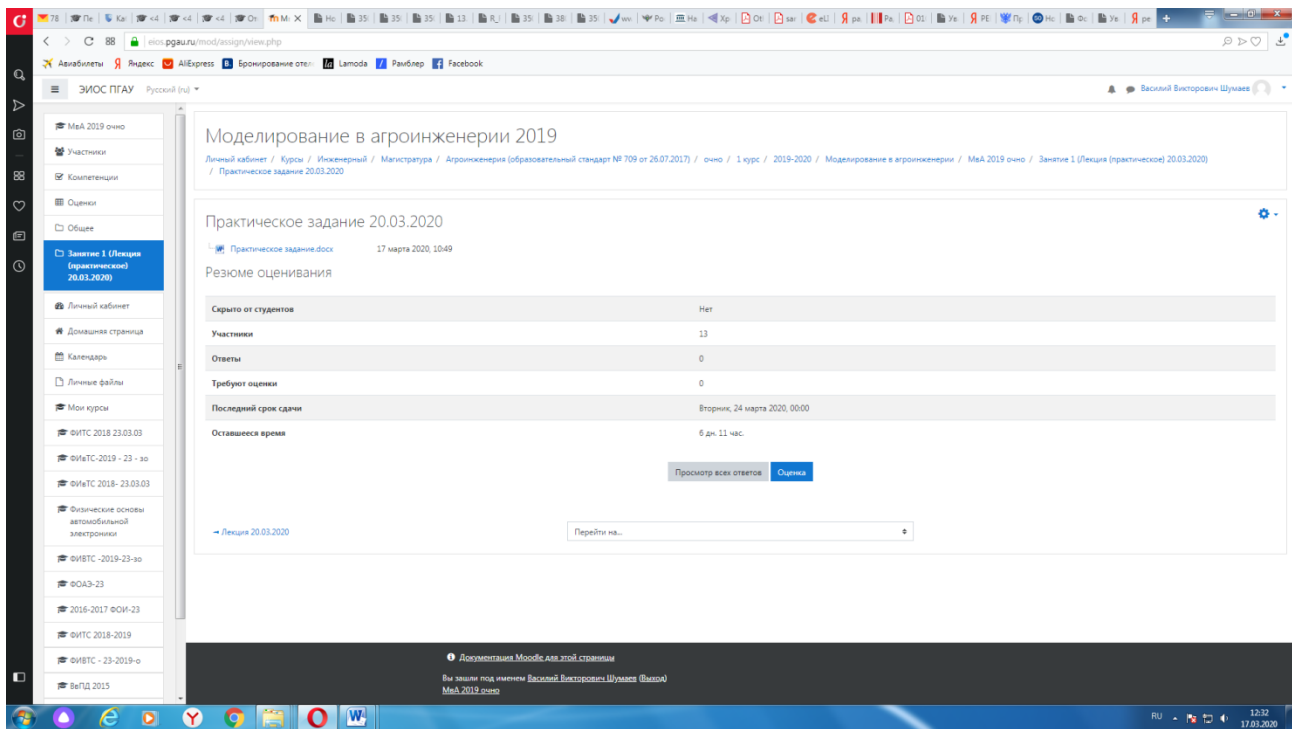 eios.pgau.ru/mod/assign/view.php
Авиабилеты Яндекс AliExpress Бронирование отел Lamoda Рамблер Facebook
ЭИОС ПГАУ Русский (ru)
Василий Викторович Шумаев
МвА 2019 очно
Участники
Компетенции
Оценки
Общее
Занятие 1 (Лекция
(практическое)
20.03.2020)
Личный кабинет
Домашняя страница
Календарь
Личные файлы
Мои курсы
ФИТС 2018 23.03.03
ФИвТС-2019 - 23 - зо
ФИвТС 2018- 23.03.03
Физические основы
автомобильной
электроники
ФИВТС -2019-23-зо
ФОАЭ-23
2016-2017 ФОИ-23
ФИТС 2018-2019
ФИВТС - 23-2019-о
ВвПД 2015
Моделирование в агроинженерии 2019
Личный кабинет / Курсы / Инженерный / Магистратура / Агроинженерия (образовательный стандарт № 709 от 26.07.2017) / очно / 1 курс / 2019-2020 / Моделирование в агроинженерии / МвА 2019 очно / Занятие 1 (Лекция (практическое) 20.03.2020)
/ Практическое задание 20.03.2020
Практическое задание 20.03.2020
Практическое задание.docx 17 марта 2020, 10:49
Резюме оценивания
Скрыто от студентов Нет
Участники 13
Ответы 0
Требуют оценки 0
Последний срок сдачи Вторник, 24 марта 2020, 00:00
Оставшееся время 6 дн. 11 час.
Просмотр всех ответов Оценка
→ Лекция 20.03.2020 Перейти на...
Документация Moodle для этой страницы
Вы зашли под именем Василий Викторович Шумаев (Выход)
МвА 2019 очно
RU 12:32
17.03.2020